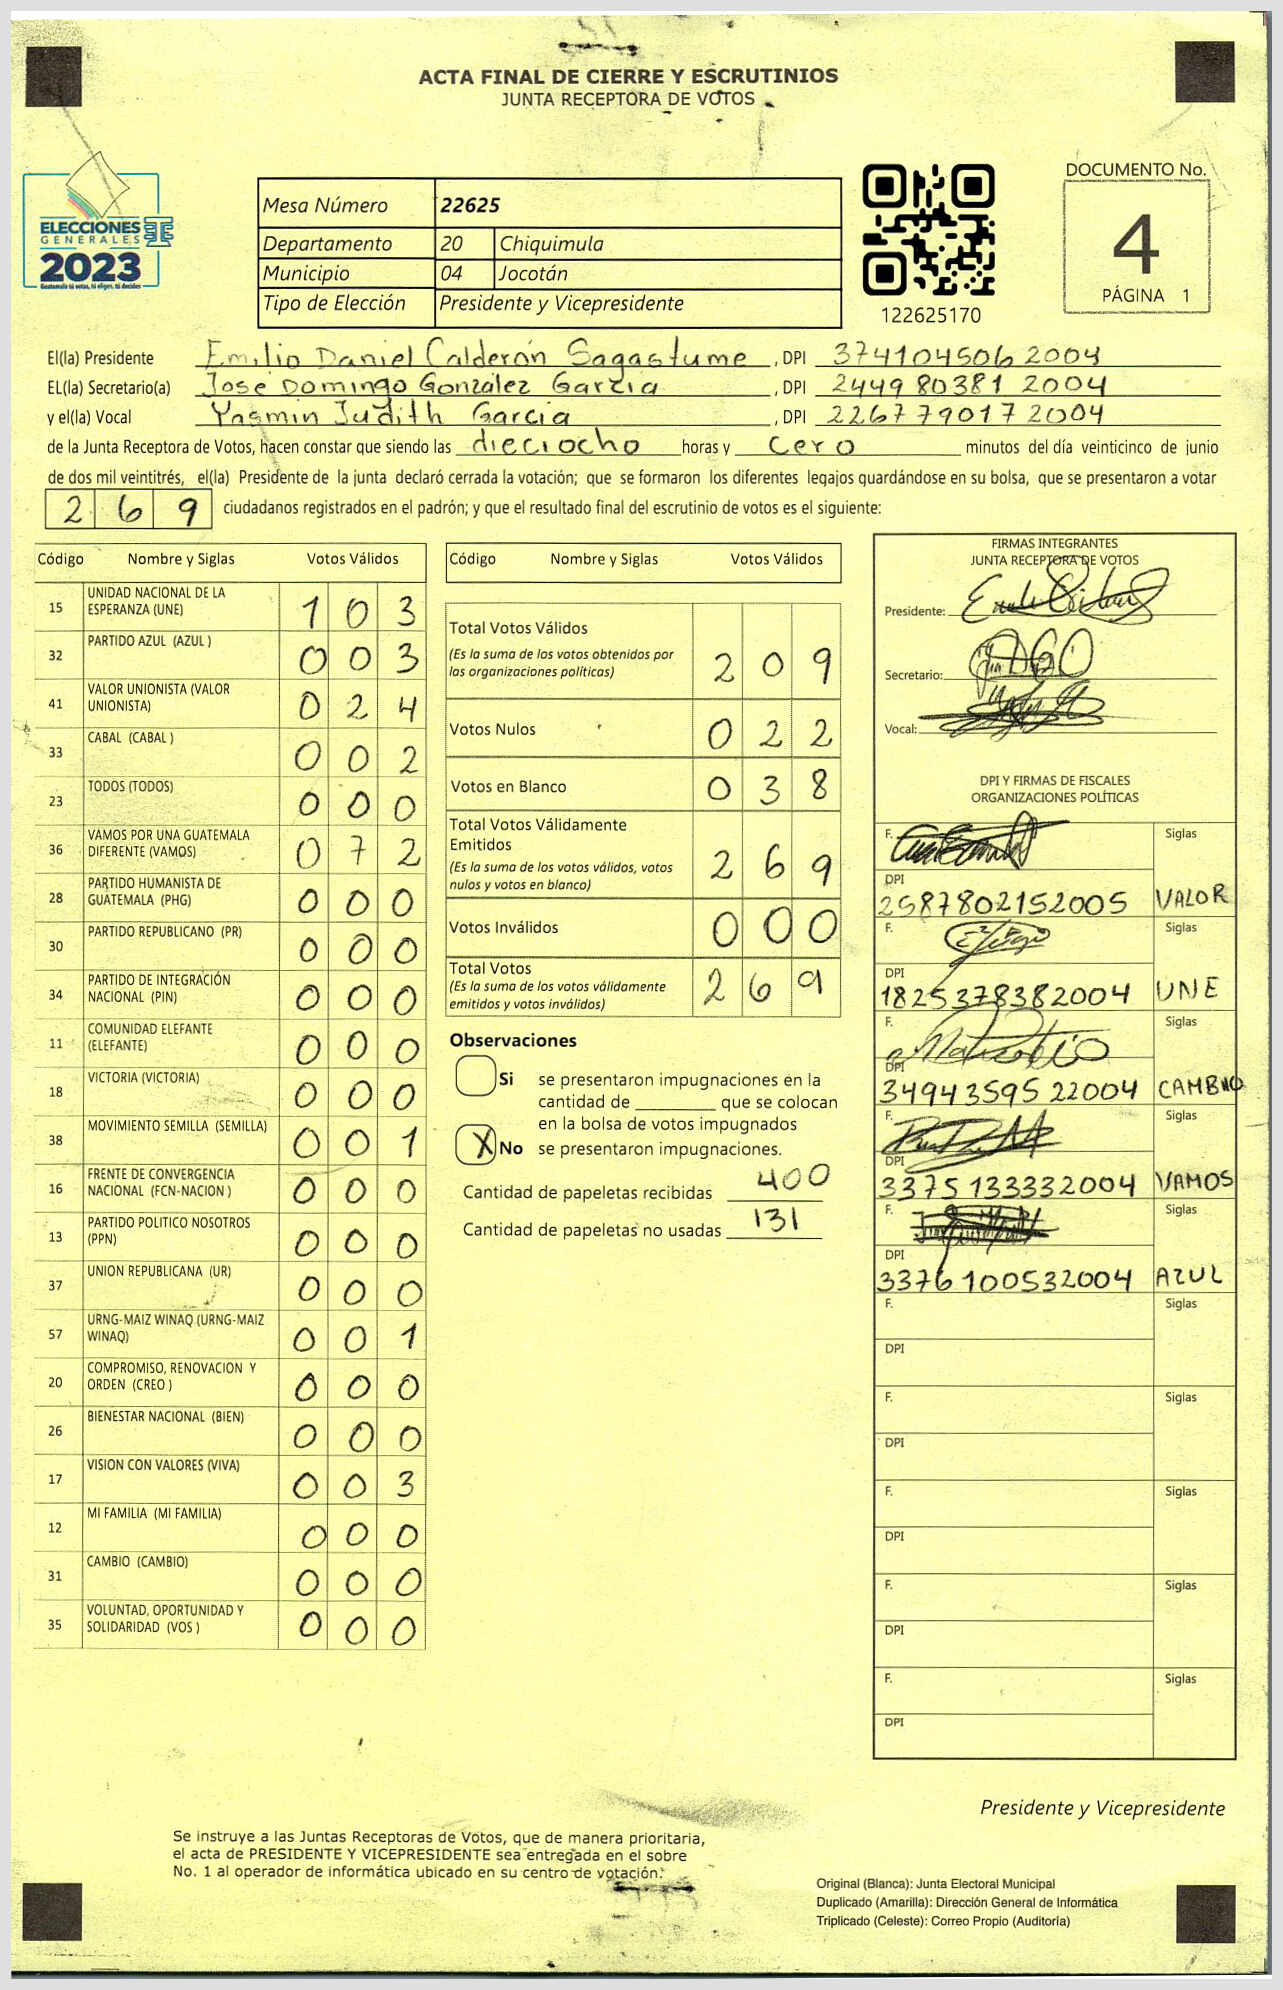 ACTA FINAL DE CIERRE Y ESCRUTINIOS
JUNTA RECEPTORA DE VOTOS
ELECCIONES
GENERALES
2023
Guatemala tú votas, tú eliges, tú decides
Mesa Número 22625
Departamento 20 Chiquimula
Municipio 04 Jocotán
Tipo de Elección Presidente y Vicepresidente
122625170
DOCUMENTO No.
4
PÁGINA 1
El(la) Presidente Emilio Daniel Calderón Sagastume , DPI 374104506 2004
EL(la) Secretario(a) José Domingo González García , DPI 2449 80381 2004
y el(la) Vocal Yasmin Judith García , DPI 226779017 2004
de la Junta Receptora de Votos, hacen constar que siendo las dieciocho horas y cero minutos del día veinticinco de junio
de dos mil veintitrés, el(la) Presidente de la junta declaró cerrada la votación; que se formaron los diferentes legajos guardándose en su bolsa, que se presentaron a votar
2 6 9 ciudadanos registrados en el padrón; y que el resultado final del escrutinio de votos es el siguiente:
Código Nombre y Siglas Votos Válidos
15 UNIDAD NACIONAL DE LA
ESPERANZA (UNE) 1 0 3
32 PARTIDO AZUL (AZUL ) 0 0 3
41 VALOR UNIONISTA (VALOR
UNIONISTA) 0 2 4
33 CABAL (CABAL ) 0 0 2
23 TODOS (TODOS) 0 0 0
36 VAMOS POR UNA GUATEMALA
DIFERENTE (VAMOS) 0 7 2
28 PARTIDO HUMANISTA DE
GUATEMALA (PHG) 0 0 0
30 PARTIDO REPUBLICANO (PR) 0 0 0
34 PARTIDO DE INTEGRACIÓN
NACIONAL (PIN) 0 0 0
11 COMUNIDAD ELEFANTE
(ELEFANTE) 0 0 0
18 VICTORIA (VICTORIA) 0 0 0
38 MOVIMIENTO SEMILLA (SEMILLA) 0 0 1
16 FRENTE DE CONVERGENCIA
NACIONAL (FCN-NACION ) 0 0 0
13 PARTIDO POLITICO NOSOTROS
(PPN) 0 0 0
37 UNION REPUBLICANA (UR) 0 0 0
57 URNG-MAIZ WINAQ (URNG-MAIZ
WINAQ) 0 0 1
20 COMPROMISO, RENOVACION Y
ORDEN (CREO ) 0 0 0
26 BIENESTAR NACIONAL (BIEN) 0 0 0
17 VISION CON VALORES (VIVA) 0 0 3
12 MI FAMILIA (MI FAMILIA) 0 0 0
31 CAMBIO (CAMBIO) 0 0 0
35 VOLUNTAD, OPORTUNIDAD Y
SOLIDARIDAD (VOS ) 0 0 0
Código Nombre y Siglas Votos Válidos
Total Votos Válidos
(Es la suma de los votos obtenidos por
las organizaciones políticas) 2 0 9
Votos Nulos 0 2 2
Votos en Blanco 0 3 8
Total Votos Válidamente
Emitidos
(Es la suma de los votos válidos, votos
nulos y votos en blanco) 2 6 9
Votos Inválidos 0 0 0
Total Votos
(Es la suma de los votos válidamente
emitidos y votos inválidos) 2 6 9
Observaciones
Si se presentaron impugnaciones en la
cantidad de ________ que se colocan
en la bolsa de votos impugnados
X No se presentaron impugnaciones.
Cantidad de papeletas recibidas 400
Cantidad de papeletas no usadas 131
FIRMAS INTEGRANTES
JUNTA RECEPTORA DE VOTOS
Presidente:
Secretario:
Vocal:
DPI Y FIRMAS DE FISCALES
ORGANIZACIONES POLÍTICAS
F. Siglas
DPI
2587802152005 VALOR
F. Siglas
DPI
1825378382004 UNE
F. Siglas
DPI
34943595 22004
F. Siglas
DPI
3375133332004 VAMOS
F. Siglas
DPI
3376100532004 AZUL
F. Siglas
DPI
F. Siglas
DPI
F. Siglas
DPI
F. Siglas
DPI
F. Siglas
DPI
Presidente y Vicepresidente
Se instruye a las Juntas Receptoras de Votos, que de manera prioritaria,
el acta de PRESIDENTE Y VICEPRESIDENTE sea entregada en el sobre
No. 1 al operador de informática ubicado en su centro de votación.
Original (Blanca): Junta Electoral Municipal
Duplicado (Amarilla): Dirección General de Informática
Triplicado (Celeste): Correo Propio (Auditoría)